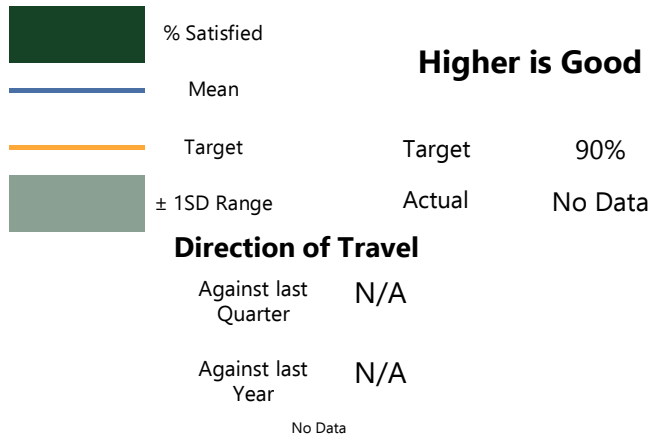 % Satisfied
Higher is Good
Mean
Target
Target 90%
± 1SD Range
Actual No Data
Direction of Travel
Against last
Quarter
N/A
Against last
Year
N/A
No Data